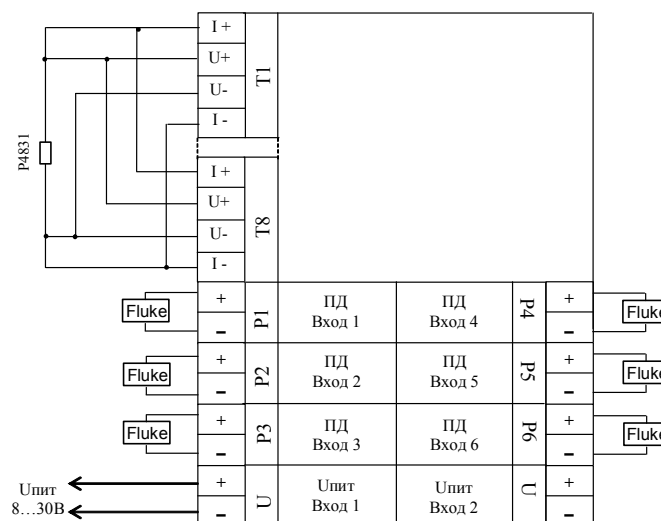 I +
U+
U-
I -
T1
P4831
I +
U+
U-
I -
T8
Fluke
+
–
P1
ПД
Вход 1
ПД
Вход 4
P4
+
–
Fluke
Fluke
+
–
P2
ПД
Вход 2
ПД
Вход 5
P5
+
–
Fluke
Fluke
+
–
P3
ПД
Вход 3
ПД
Вход 6
P6
+
–
Fluke
Uпит
8...30В
+
–
U
Uпит
Вход 1
Uпит
Вход 2
U
+
–